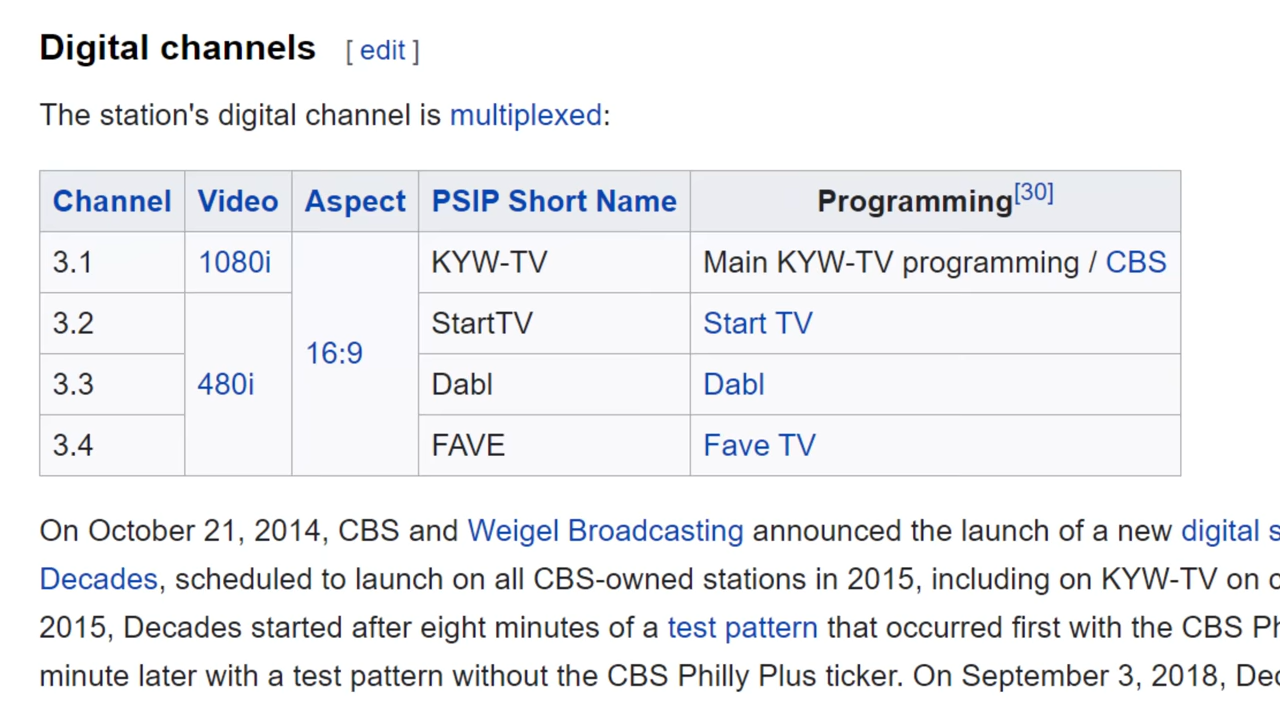 Digital channels [ edit ]
The station's digital channel is multiplexed:
Channel Video Aspect PSIP Short Name Programming[30]
3.1 1080i 16:9 KYW-TV Main KYW-TV programming / CBS
3.2 480i StartTV Start TV
3.3 Dabl Dabl
3.4 FAVE Fave TV
On October 21, 2014, CBS and Weigel Broadcasting announced the launch of a new digital
Decades, scheduled to launch on all CBS-owned stations in 2015, including on KYW-TV on
2015, Decades started after eight minutes of a test pattern that occurred first with the CBS
minute later with a test pattern without the CBS Philly Plus ticker. On September 3, 2018,